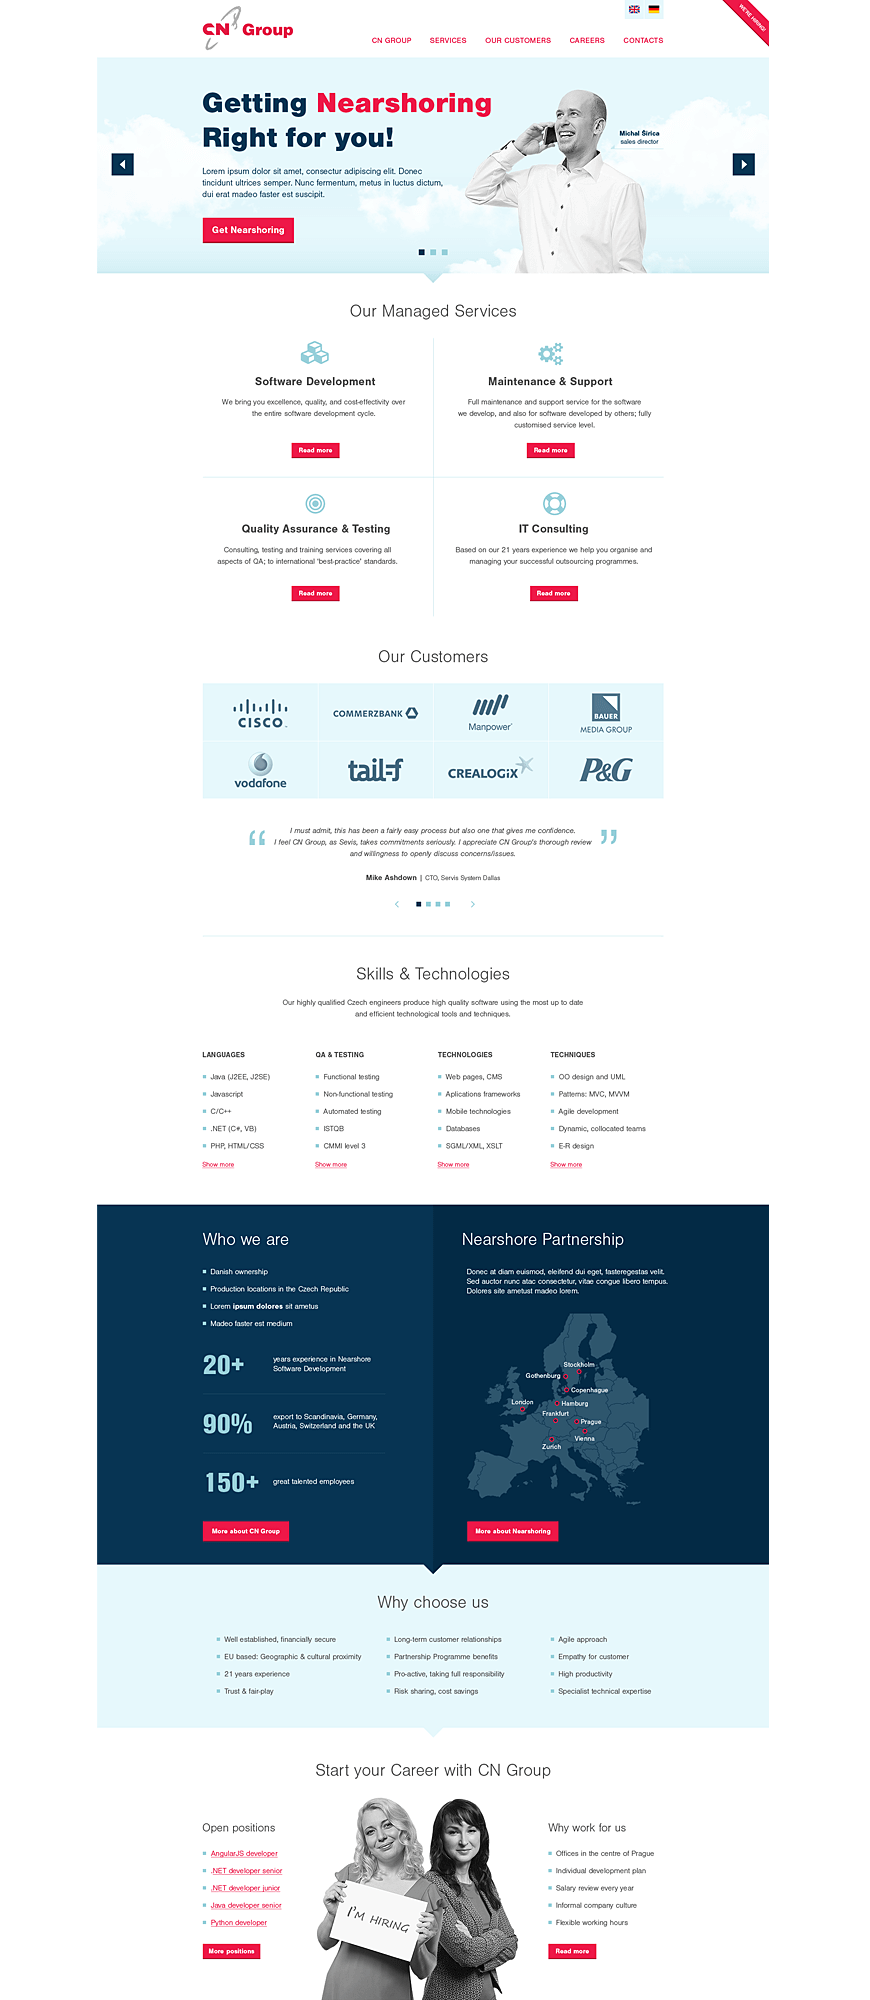 CN Group
WE'RE HIRING!
CN GROUP SERVICES OUR CUSTOMERS CAREERS CONTACTS
Getting Nearshoring
Right for you!
Michal Širica
sales director
Lorem ipsum dolor sit amet, consectur adipiscing elit. Donec
tincidunt ultrices semper. Nunc fermentum, metus in luctus dictum,
dui erat madeo faster est suscipit.
Get Nearshoring
Our Managed Services
Software Development
We bring you excellence, quality, and cost-effectivity over
the entire software development cycle.
Read more
Maintenance & Support
Full maintenance and support service for the software
we develop, and also for software developed by others; fully
customised service level.
Read more
Quality Assurance & Testing
Consulting, testing and training services covering all
aspects of QA; to international 'best-practice' standards.
Read more
IT Consulting
Based on our 21 years experience we help you organise and
managing your successful outsourcing programmes.
Read more
Our Customers
CISCO
COMMERZBANK
Manpower
BAUER
MEDIA GROUP
vodafone
tail-f
CREALOGIX
P&G
“ I must admit, this has been a fairly easy process but also one that gives me confidence. ”
I feel CN Group, as Sevis, takes commitments seriously. I appreciate CN Group's thorough review
and willingness to openly discuss concerns/issues.
Mike Ashdown | CTO, Servis System Dallas
Skills & Technologies
Our highly qualified Czech engineers produce high quality software using the most up to date
and efficient technological tools and techniques.
LANGUAGES
Java (J2EE, J2SE)
Javascript
C/C++
.NET (C#, VB)
PHP, HTML/CSS
Show more
QA & TESTING
Functional testing
Non-functional testing
Automated testing
ISTQB
CMMI level 3
Show more
TECHNOLOGIES
Web pages, CMS
Aplications frameworks
Mobile technologies
Databases
SGML/XML, XSLT
Show more
TECHNIQUES
OO design and UML
Patterns: MVC, MVVM
Agile development
Dynamic, collocated teams
E-R design
Show more
Who we are
Danish ownership
Production locations in the Czech Republic
Lorem ipsum dolores sit ametus
Madeo faster est medium
20+
years experience in Nearshore
Software Development
90%
export to Scandinavia, Germany,
Austria, Switzerland and the UK
150+
great talented employees
More about CN Group
Nearshore Partnership
Donec at diam euismod, eleifend dui eget, fasteregestas velit.
Sed auctor nunc atac consectetur, vitae congue libero tempus.
Dolores site ametust madeo lorem.
Stockholm
Gothenburg
Copenhague
London
Hamburg
Frankfurt
Prague
Vienna
Zurich
More about Nearshoring
Why choose us
Well established, financially secure
EU based: Geographic & cultural proximity
21 years experience
Trust & fair-play
Long-term customer relationships
Partnership Programme benefits
Pro-active, taking full responsibility
Risk sharing, cost savings
Agile approach
Empathy for customer
High productivity
Specialist technical expertise
Start your Career with CN Group
Open positions
AngularJS developer
.NET developer senior
.NET developer junior
Java developer senior
Python developer
More positions
I'M HIRING
Why work for us
Offices in the centre of Prague
Individual development plan
Salary review every year
Informal company culture
Flexible working hours
Read more